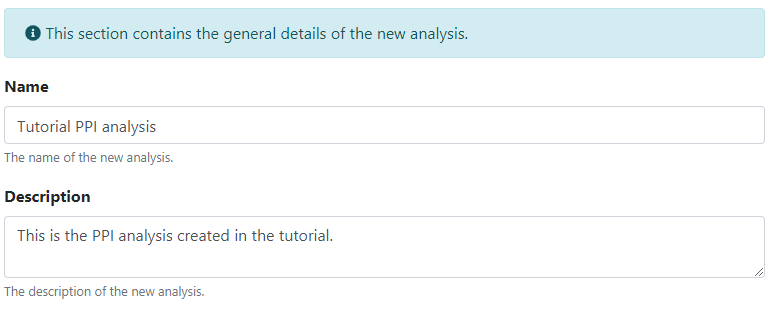 This section contains the general details of the new analysis.
Name
Tutorial PPI analysis
The name of the new analysis.
Description
This is the PPI analysis created in the tutorial.
The description of the new analysis.